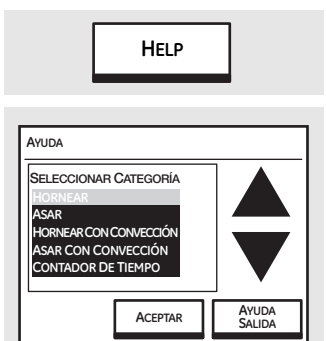 HELP
AYUDA
SELECCIONAR CATEGORÍA
HORNEAR
ASAR
HORNEAR CON CONVECCIÓN
ASAR CON CONVECCIÓN
CONTADOR DE TIEMPO
ACEPTAR
AYUDA
SALIDA